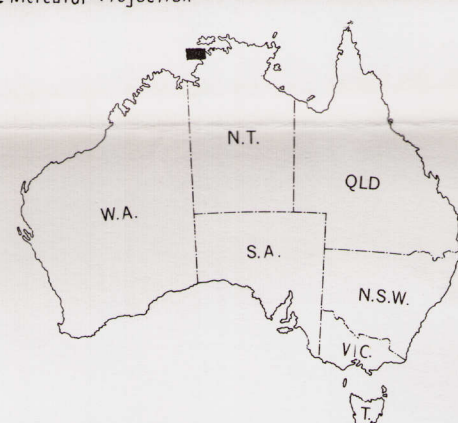 Mercator Projection
N.T.
QLD
W.A.
S.A.
N.S.W.
VIC.
T.